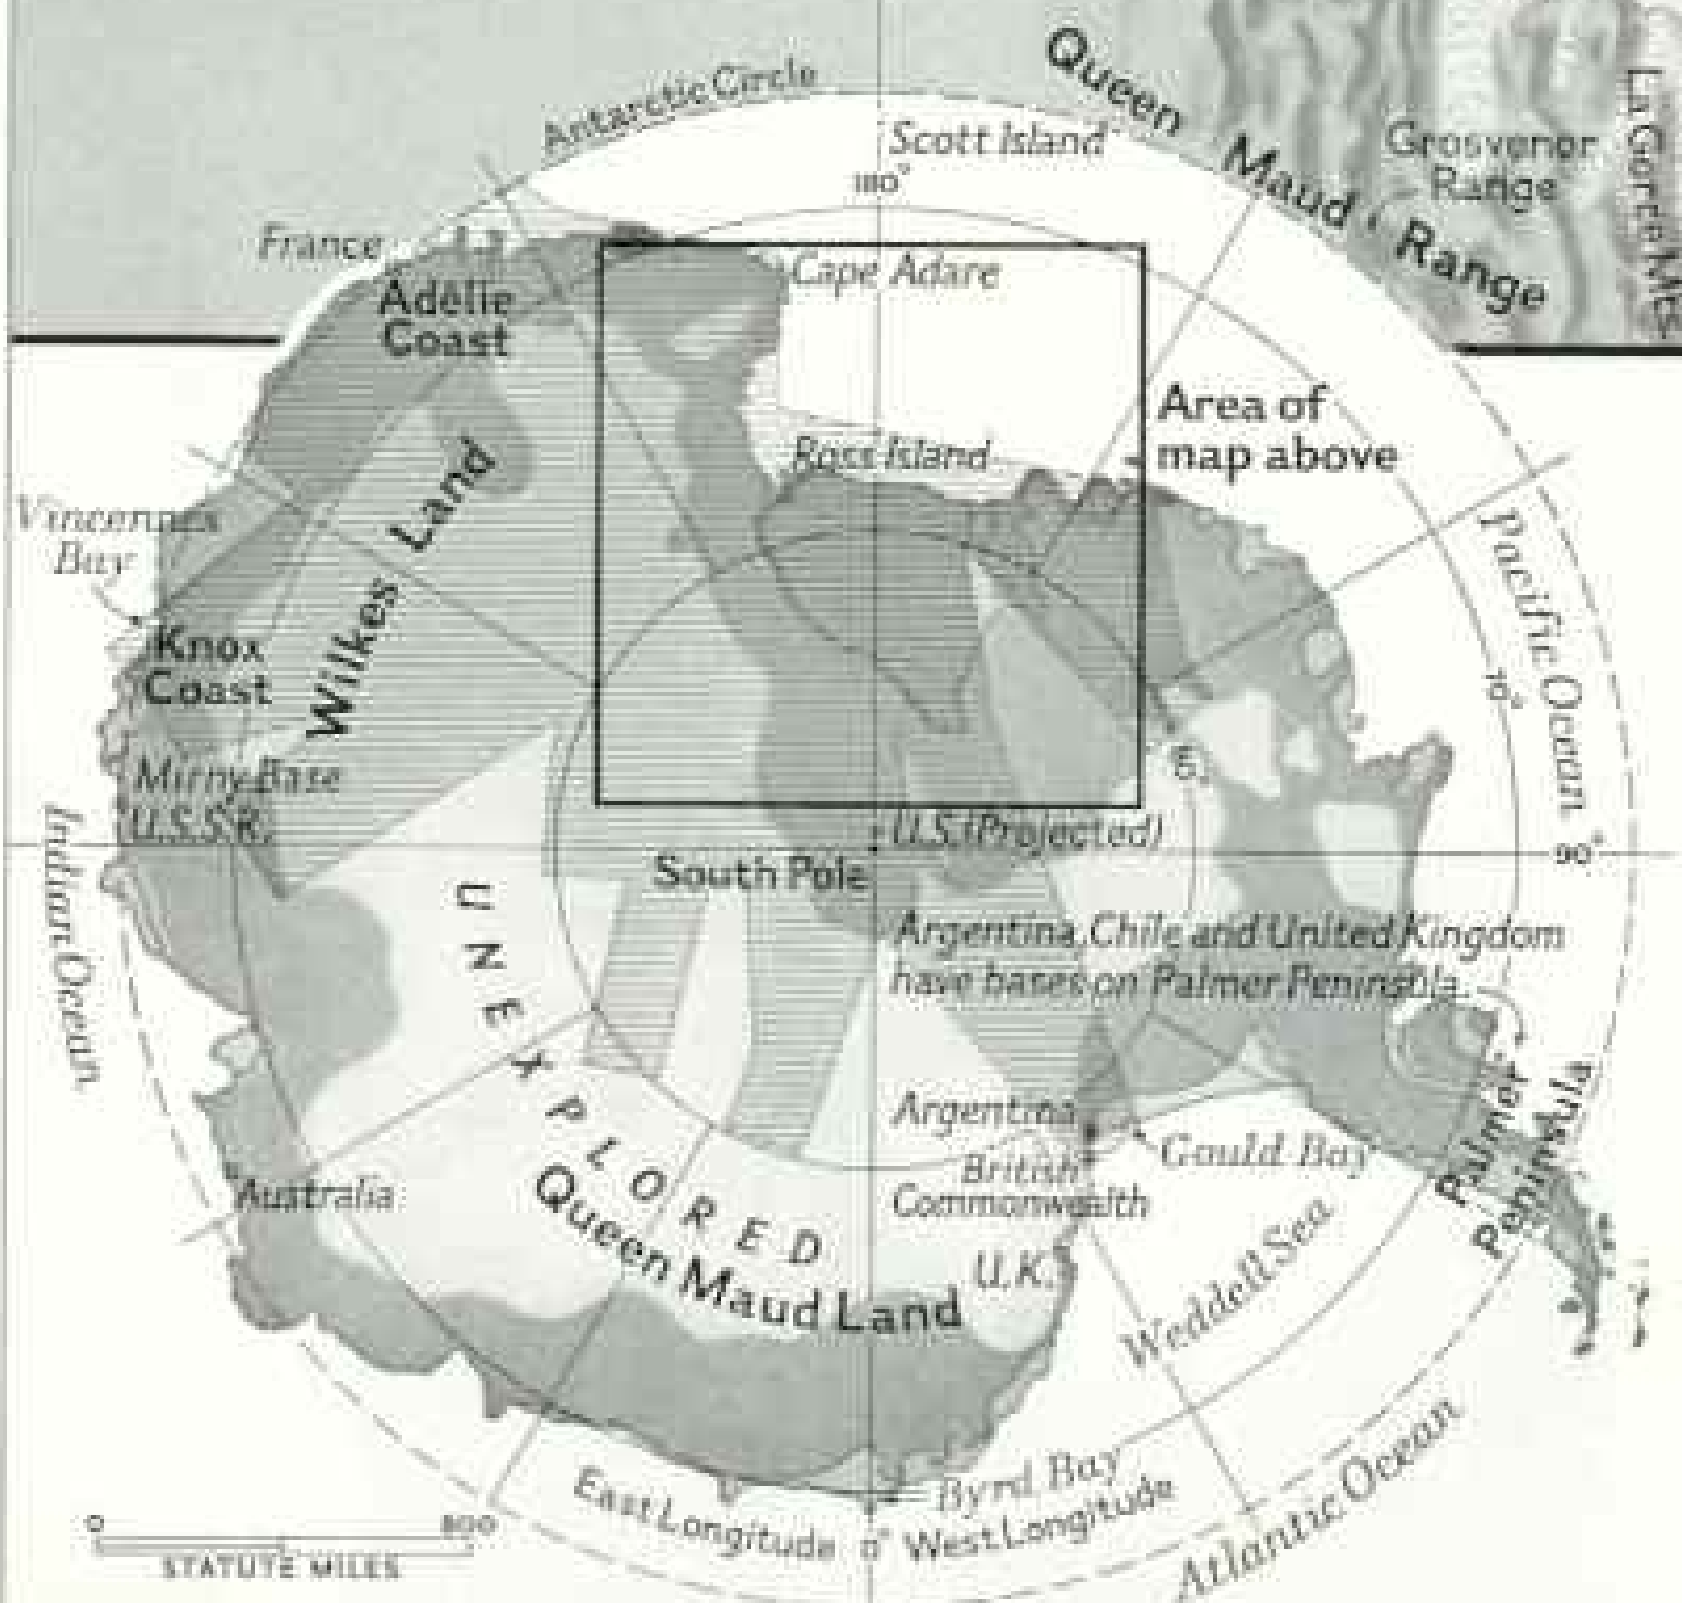 Antarctic Circle
Queen Maud Range
Scott Island
Grosvenor
Range
La Gorce Mts.
180°
France
Adélie
Coast
Cape Adare
Area of
map above
Ross Island
Vincennes
Bay
Wilkes Land
Pacific Ocean
Knox
Coast
70°
Mirny Base
U.S.S.R.
Indian Ocean
U.S. (Projected)
90°
South Pole
UNEXPLORED
Argentina, Chile and United Kingdom
have bases on Palmer Peninsula
Argentina
Gould Bay
British
Commonwealth
Palmer
Peninsula
Australia
Queen Maud Land
U.K.
Weddell Sea
Byrd Bay
East Longitude 0° West Longitude
Atlantic Ocean
0 800
STATUTE MILES